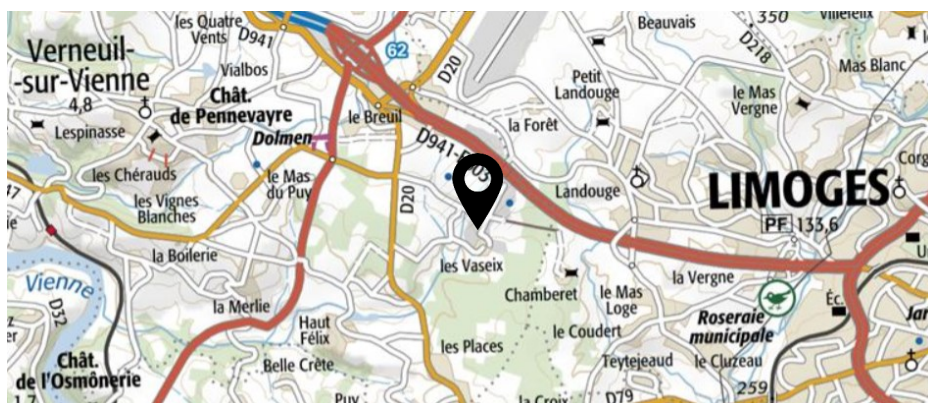 les Quatre
Vents
D941
62
D20
Beauvais
350
D218
Villefélix
Verneuil-
-sur-Vienne
4,8
Vialbos
Chât.
de Pennevayre
Petit
Landouge
Mas Blanc
le Mas
Vergne
Lespinasse
le Breuil
Dolmen
la Forêt
les Chérauds
le Mas
du Puy
D20
Landouge
LIMOGES
47
les Vignes
Blanches
PF 133,6
la Boilerie
les Vaseix
la Vergne
Vienne
D32
la Merlie
Chamberet
le Mas
Loge
Éc.
Haut
Félix
les Places
le Coudert
Roseraie
municipale
Chât.
de l'Osmônerie
Belle Crête
Teytejeaud
le Cluzeau
Puy
la Croix
D79
259